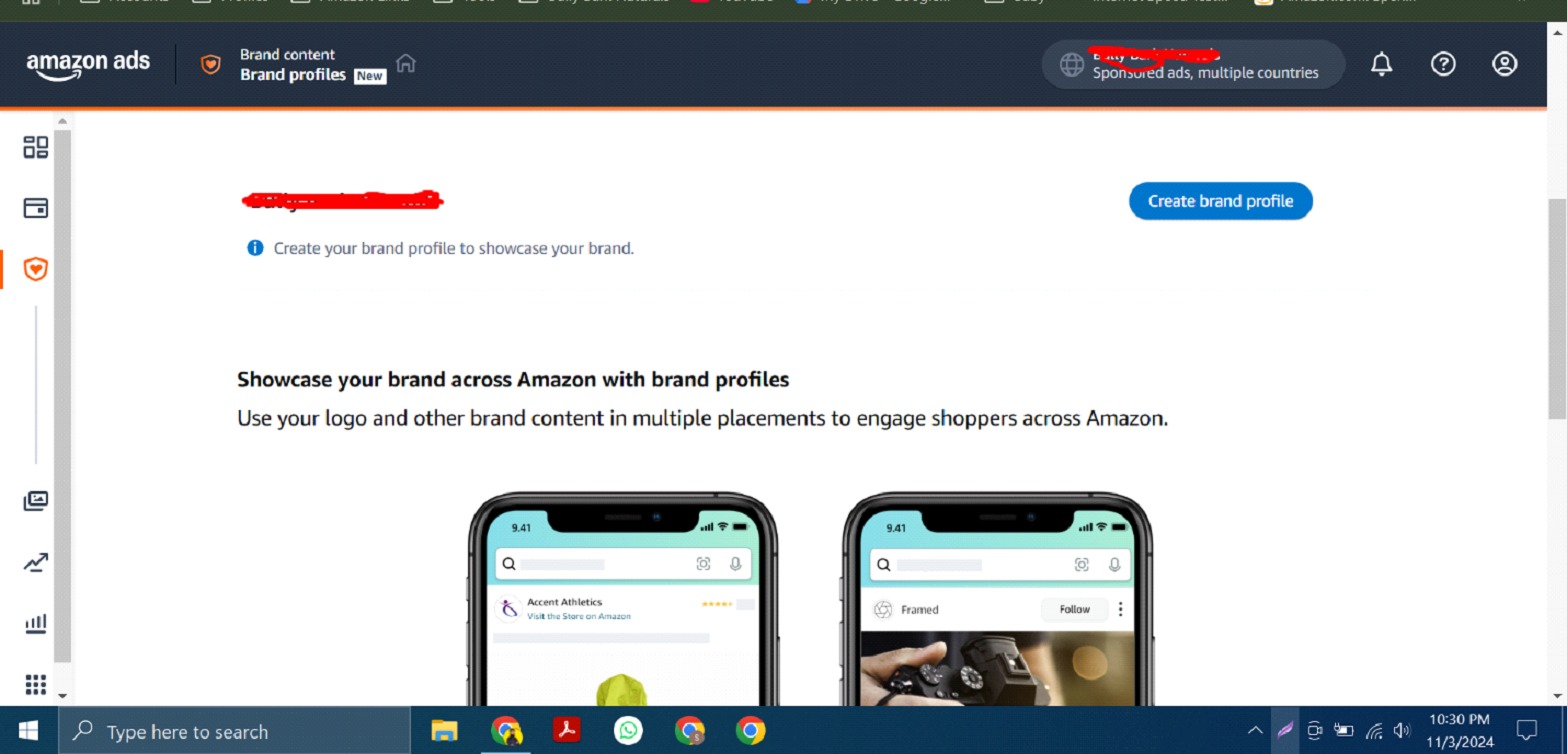 amazon ads
Brand content
Brand profiles New
Sponsored ads, multiple countries
Create brand profile
Create your brand profile to showcase your brand.
Showcase your brand across Amazon with brand profiles
Use your logo and other brand content in multiple placements to engage shoppers across Amazon.
9.41
Accent Athletics
Visit the Store on Amazon
9.41
Framed
Follow
Type here to search
10:30 PM
11/3/2024